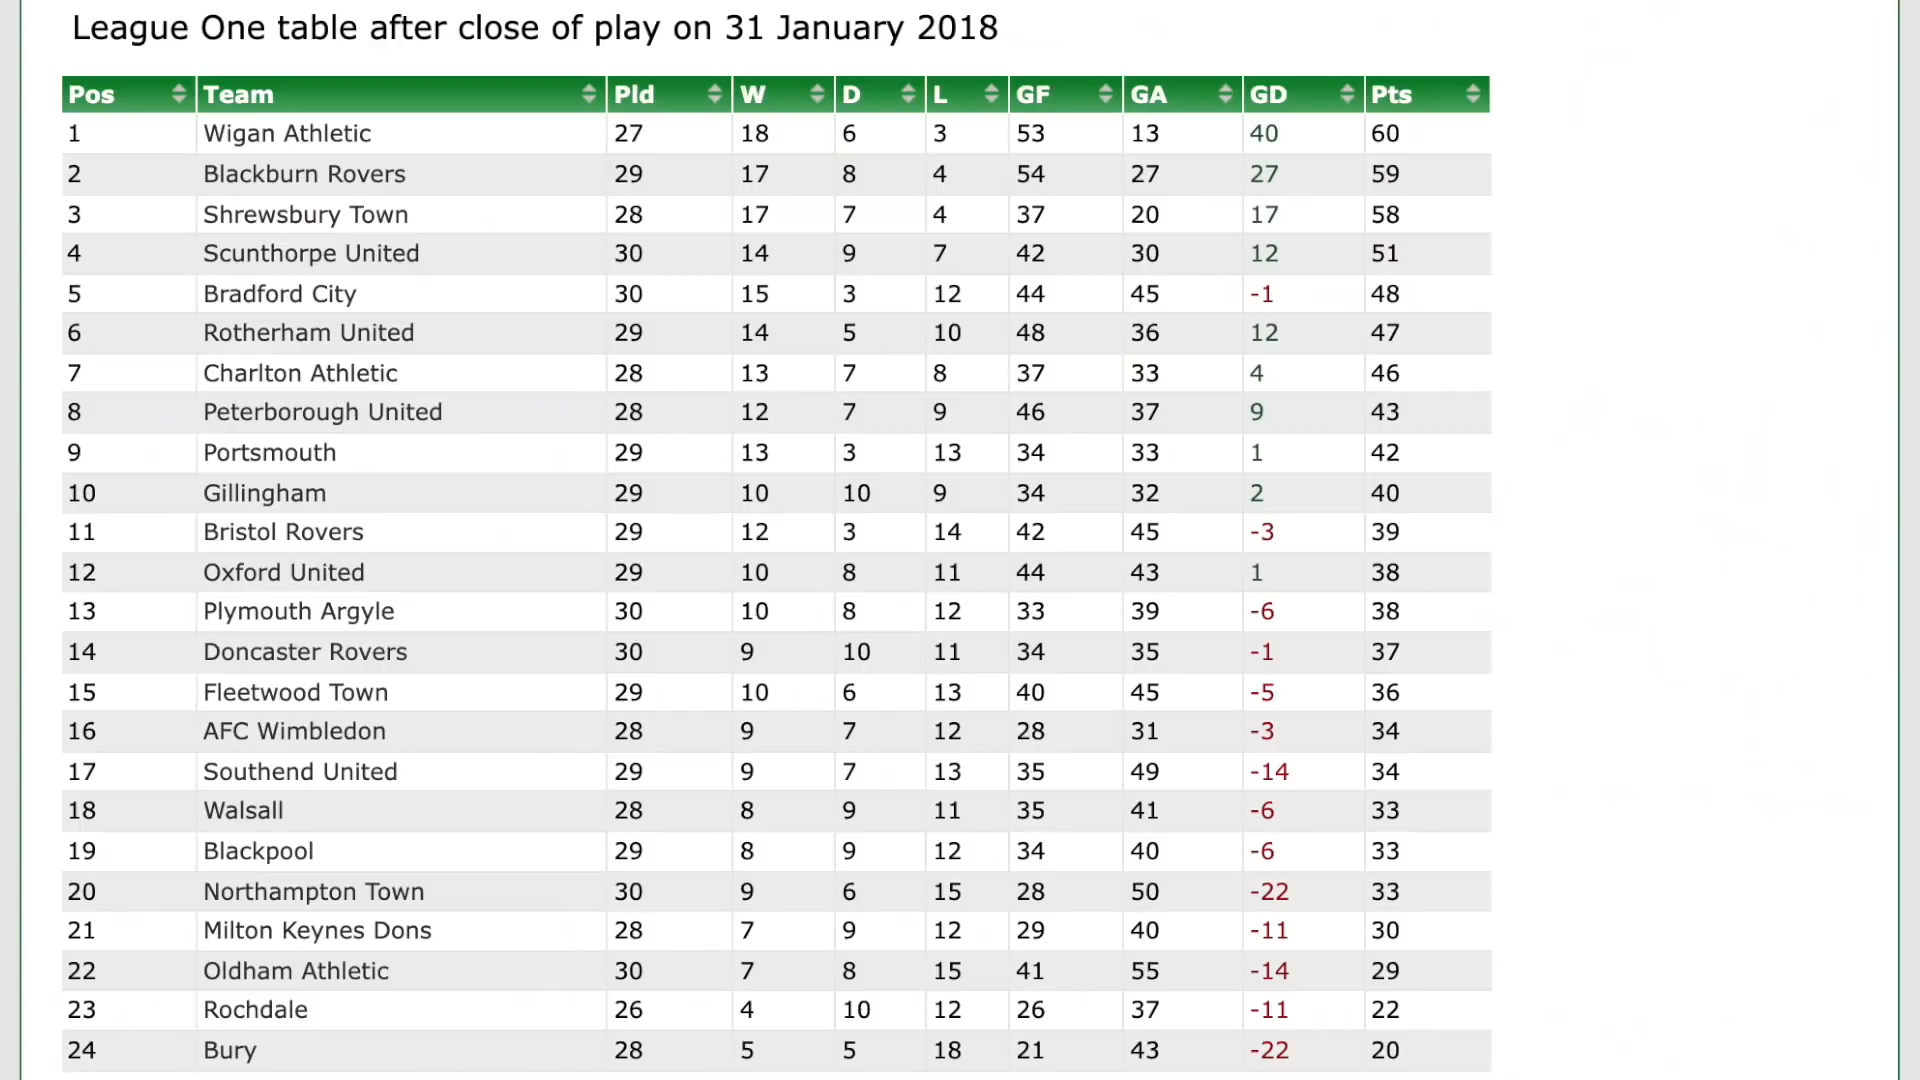 League One table after close of play on 31 January 2018
Pos Team Pld W D L GF GA GD Pts
1 Wigan Athletic 27 18 6 3 53 13 40 60
2 Blackburn Rovers 29 17 8 4 54 27 27 59
3 Shrewsbury Town 28 17 7 4 37 20 17 58
4 Scunthorpe United 30 14 9 7 42 30 12 51
5 Bradford City 30 15 3 12 44 45 -1 48
6 Rotherham United 29 14 5 10 48 36 12 47
7 Charlton Athletic 28 13 7 8 37 33 4 46
8 Peterborough United 28 12 7 9 46 37 9 43
9 Portsmouth 29 13 3 13 34 33 1 42
10 Gillingham 29 10 10 9 34 32 2 40
11 Bristol Rovers 29 12 3 14 42 45 -3 39
12 Oxford United 29 10 8 11 44 43 1 38
13 Plymouth Argyle 30 10 8 12 33 39 -6 38
14 Doncaster Rovers 30 9 10 11 34 35 -1 37
15 Fleetwood Town 29 10 6 13 40 45 -5 36
16 AFC Wimbledon 28 9 7 12 28 31 -3 34
17 Southend United 29 9 7 13 35 49 -14 34
18 Walsall 28 8 9 11 35 41 -6 33
19 Blackpool 29 8 9 12 34 40 -6 33
20 Northampton Town 30 9 6 15 28 50 -22 33
21 Milton Keynes Dons 28 7 9 12 29 40 -11 30
22 Oldham Athletic 30 7 8 15 41 55 -14 29
23 Rochdale 26 4 10 12 26 37 -11 22
24 Bury 28 5 5 18 21 43 -22 20